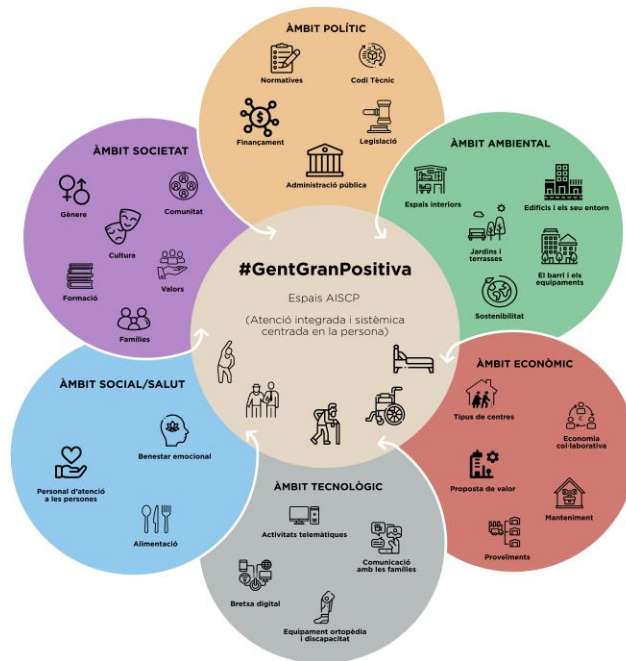 ÀMBIT POLÍTIC
Normatives
Codi Tècnic
Finançament
Legislació
Administració pública
ÀMBIT SOCIETAT
Gènere
Comunitat
Cultura
Formació
Valors
Famílies
ÀMBIT AMBIENTAL
Espais interiors
Edificis i els seu entorn
Jardins i
terrasses
El barri i els
equipaments
Sostenibilitat
#GentGranPositiva
Espais AISCP
(Atenció integrada i sistèmica
centrada en la persona)
ÀMBIT SOCIAL/SALUT
Benestar emocional
Personal d'atenció
a les persones
Alimentació
ÀMBIT ECONÒMIC
Tipus de centres
Economia
col·laborativa
Proposta de valor
Manteniment
Proveïments
ÀMBIT TECNOLÒGIC
Activitats telemàtiques
Comunicació
amb les famílies
Bretxa digital
Equipament ortopèdia
i discapacitat